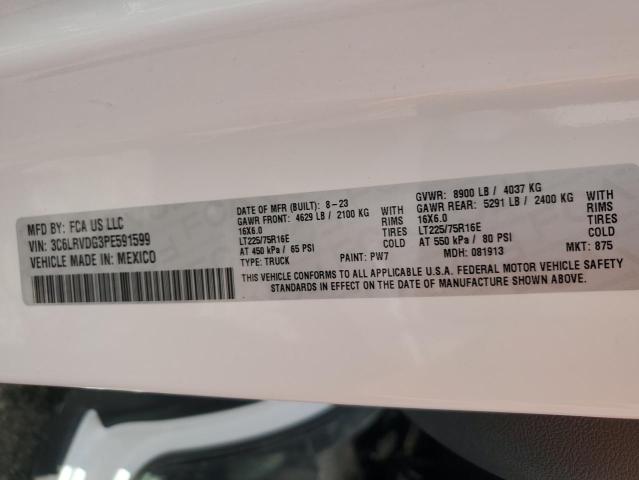 MFD BY: FCA US LLC
VIN: 3C6LRVDG3PE591599
VEHICLE MADE IN: MEXICO
DATE OF MFR (BUILT): 8-23
GAWR FRONT: 4629 LB / 2100 KG WITH
16X6.0 RIMS
LT225/75R16E TIRES
AT 450 kPa / 65 PSI COLD
TYPE: TRUCK PAINT: PW7
GVWR: 8900 LB / 4037 KG
GAWR REAR: 5291 LB / 2400 KG WITH
16X6.0 RIMS
LT225/75R16E TIRES
AT 550 kPa / 80 PSI COLD
MDH: 081913 MKT: 875
THIS VEHICLE CONFORMS TO ALL APPLICABLE U.S.A. FEDERAL MOTOR VEHICLE SAFETY
STANDARDS IN EFFECT ON THE DATE OF MANUFACTURE SHOWN ABOVE.